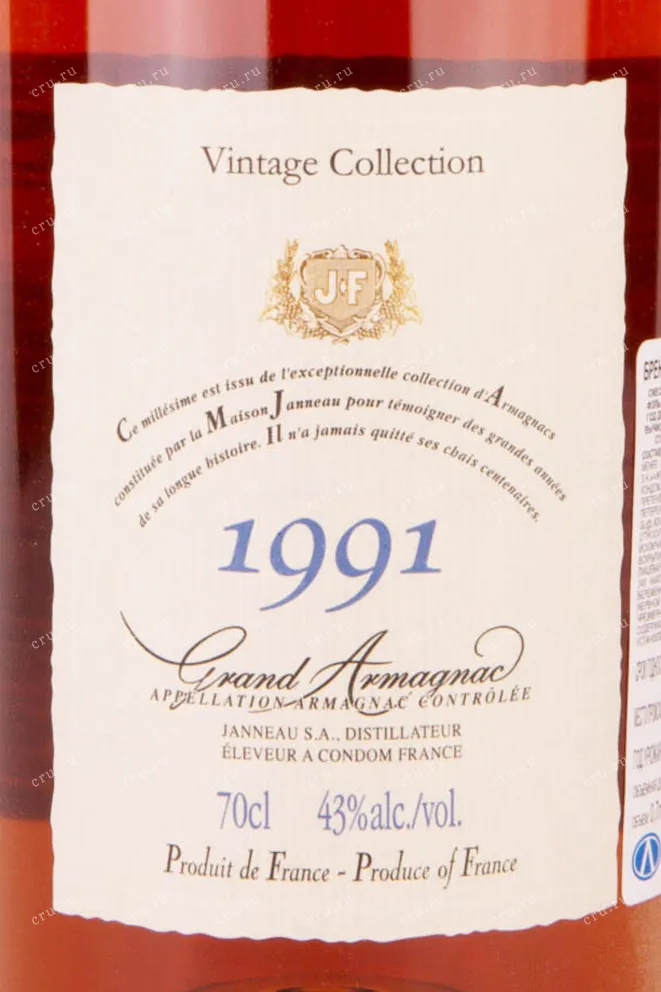 Vintage Collection
J·F
Ce millésime est issu de l'exceptionnelle collection d'Armagnacs
constituée par la Maison Janneau pour témoigner des grandes années
de sa longue histoire. Il n'a jamais quitté ses chais centenaires.
1991
Grand Armagnac
APPELLATION ARMAGNAC CONTRÔLÉE
JANNEAU S.A., DISTILLATEUR
ÉLEVEUR A CONDOM FRANCE
70cl 43%alc./vol.
Produit de France - Produce of France
cru.ru